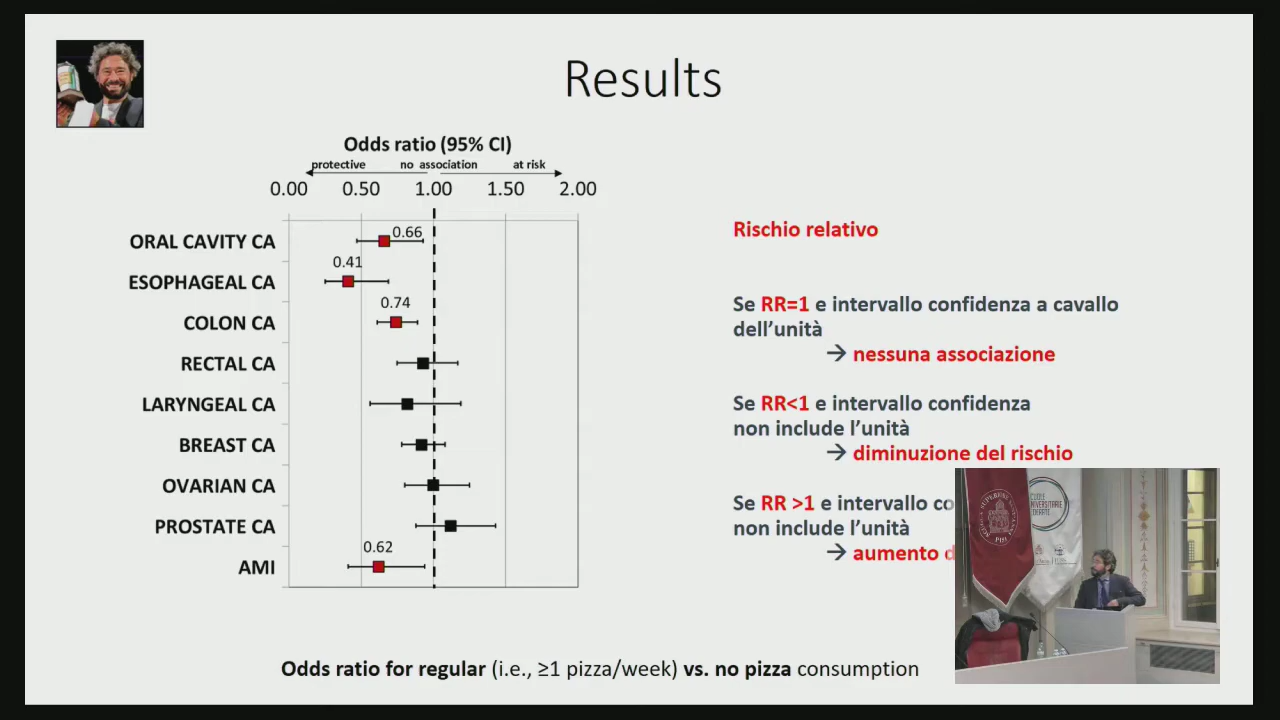 Results
Odds ratio (95% CI)
protective no association at risk
0.00 0.50 1.00 1.50 2.00
ORAL CAVITY CA 0.66
ESOPHAGEAL CA 0.41
COLON CA 0.74
RECTAL CA
LARYNGEAL CA
BREAST CA
OVARIAN CA
PROSTATE CA
AMI 0.62
Rischio relativo
Se RR=1 e intervallo confidenza a cavallo
dell’unità
→ nessuna associazione
Se RR<1 e intervallo confidenza
non include l’unità
→ diminuzione del rischio
Se RR >1 e intervallo
non include l’unità
→ aumento
Odds ratio for regular (i.e., ≥1 pizza/week) vs. no pizza consumption